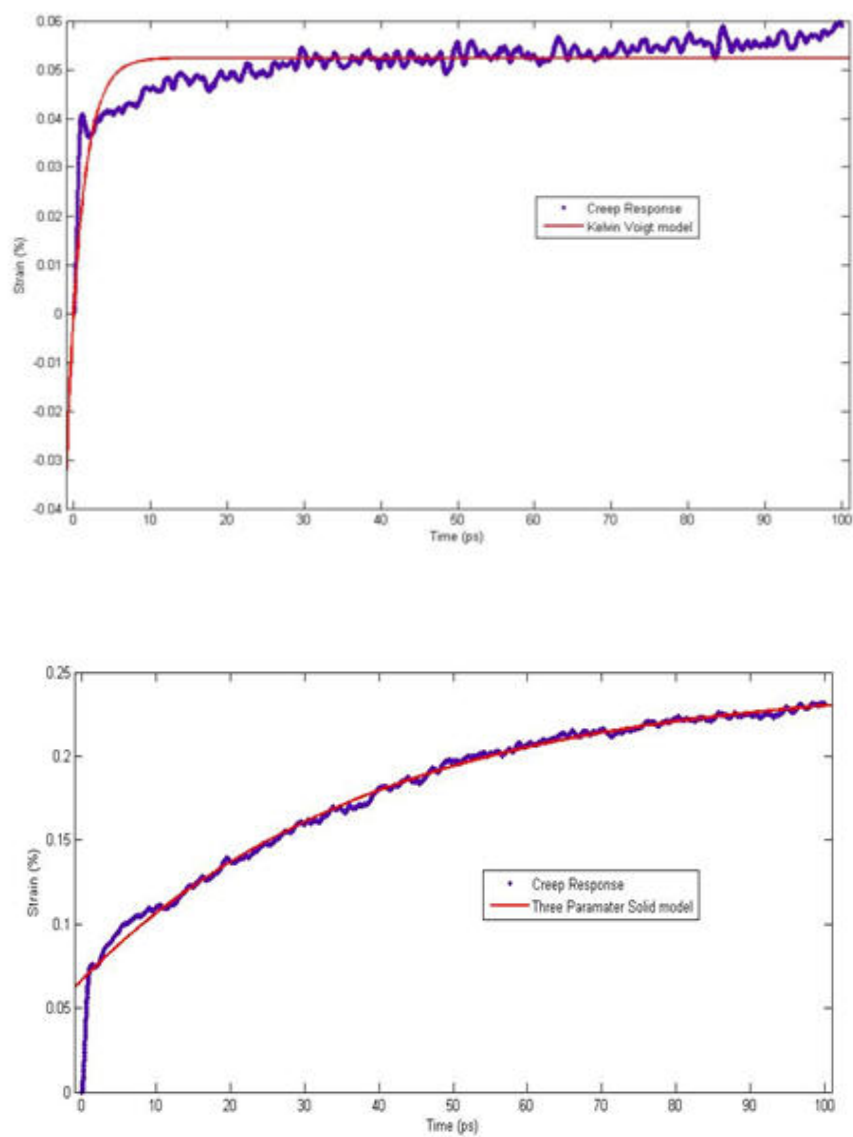 0.06
0.05
0.04
0.03
0.02
0.01
0
-0.01
-0.02
-0.03
-0.04
Strain (%)
Creep Response
Kelvin Voigt model
0 10 20 30 40 50 60 70 80 90 100
Time (ps)
0.25
0.2
0.15
0.1
0.05
0
Strain (%)
Creep Response
Three Paramater Solid model
0 10 20 30 40 50 60 70 80 90 100
Time (ps)